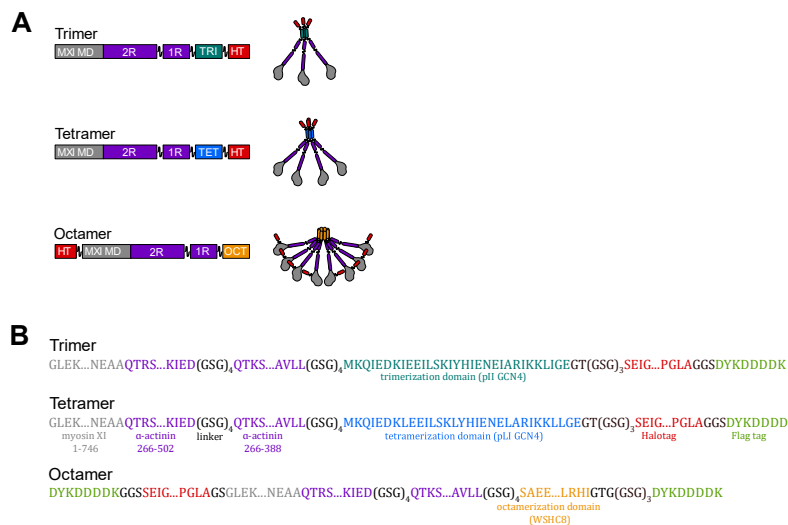 A
Trimer
MXI MD 2R 1R TRI HT
Tetramer
MXI MD 2R 1R TET HT
Octamer
HT MXI MD 2R 1R OCT
B
Trimer
GLEK...NEAAQTRS...KIED(GSG)4QTKS...AVLL(GSG)4MKQIEDKIEEILSKIYHIENEIARIKKLIGEGT(GSG)3SEIG...PGLAGGSDYKDDDDK
trimerization domain (pII GCN4)
Tetramer
GLEK...NEAAQTRS...KIED(GSG)4QTKS...AVLL(GSG)4MKQIEDKLEEILSKLYHIENELARIKKLLGEGT(GSG)3SEIG...PGLAGGSDYKDDDD
myosin XI α-actinin linker α-actinin tetramerization domain (pLI GCN4) Halotag Flag tag
1-746 266-502 266-388
Octamer
DYKDDDDKGGSSEIG...PGLAGSGLEK...NEAAQTRS...KIED(GSG)4QTKS...AVLL(GSG)4SAEE...LRHIGTG(GSG)3DYKDDDDK
octamerization domain
(WSHC8)